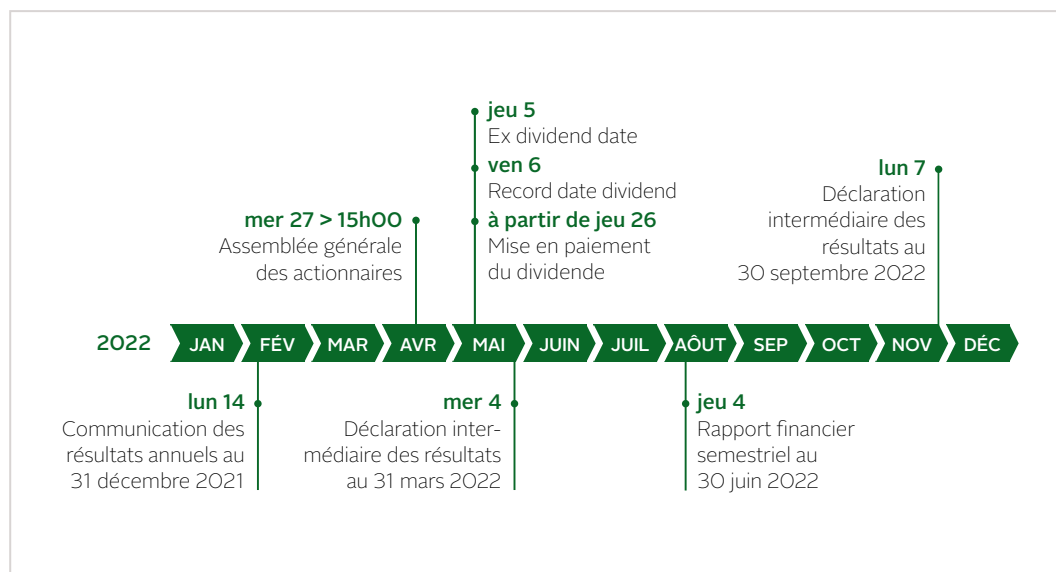 jeu 5
Ex dividend date
ven 6
Record date dividend
à partir de jeu 26
Mise en paiement
du dividende
mer 27 > 15h00
Assemblée générale
des actionnaires
lun 7
Déclaration
intermédiaire des
résultats au
30 septembre 2022
2022 JAN FÉV MAR AVR MAI JUIN JUIL AÔUT SEP OCT NOV DÉC
lun 14
Communication des
résultats annuels au
31 décembre 2021
mer 4
Déclaration inter-
médiaire des résultats
au 31 mars 2022
jeu 4
Rapport financier
semestriel au
30 juin 2022